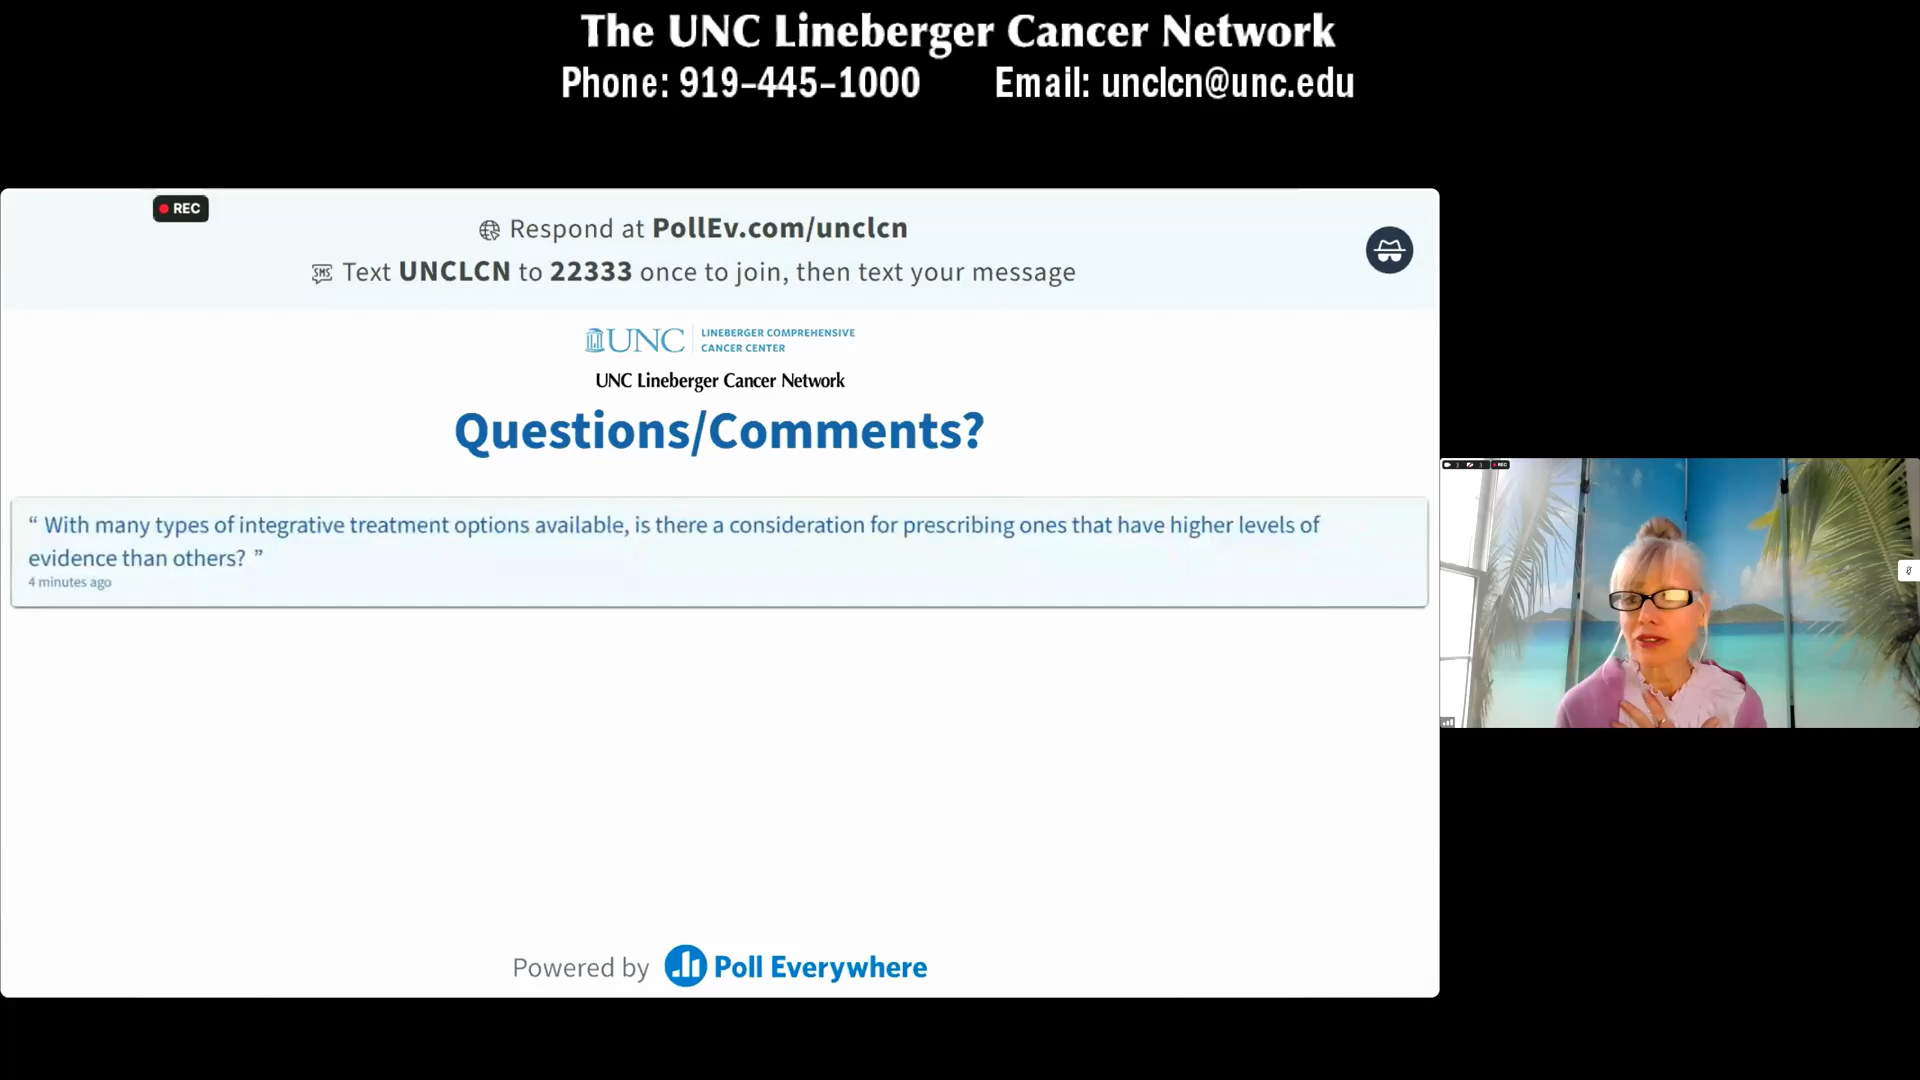 The UNC Lineberger Cancer Network
Phone: 919-445-1000 Email: unclcn@unc.edu
REC
Respond at PollEv.com/unclcn
SMS Text UNCLCN to 22333 once to join, then text your message
UNC LINEBERGER COMPREHENSIVE
CANCER CENTER
UNC Lineberger Cancer Network
Questions/Comments?
“ With many types of integrative treatment options available, is there a consideration for prescribing ones that have higher levels of
evidence than others? ”
4 minutes ago
REC
Powered by Poll Everywhere